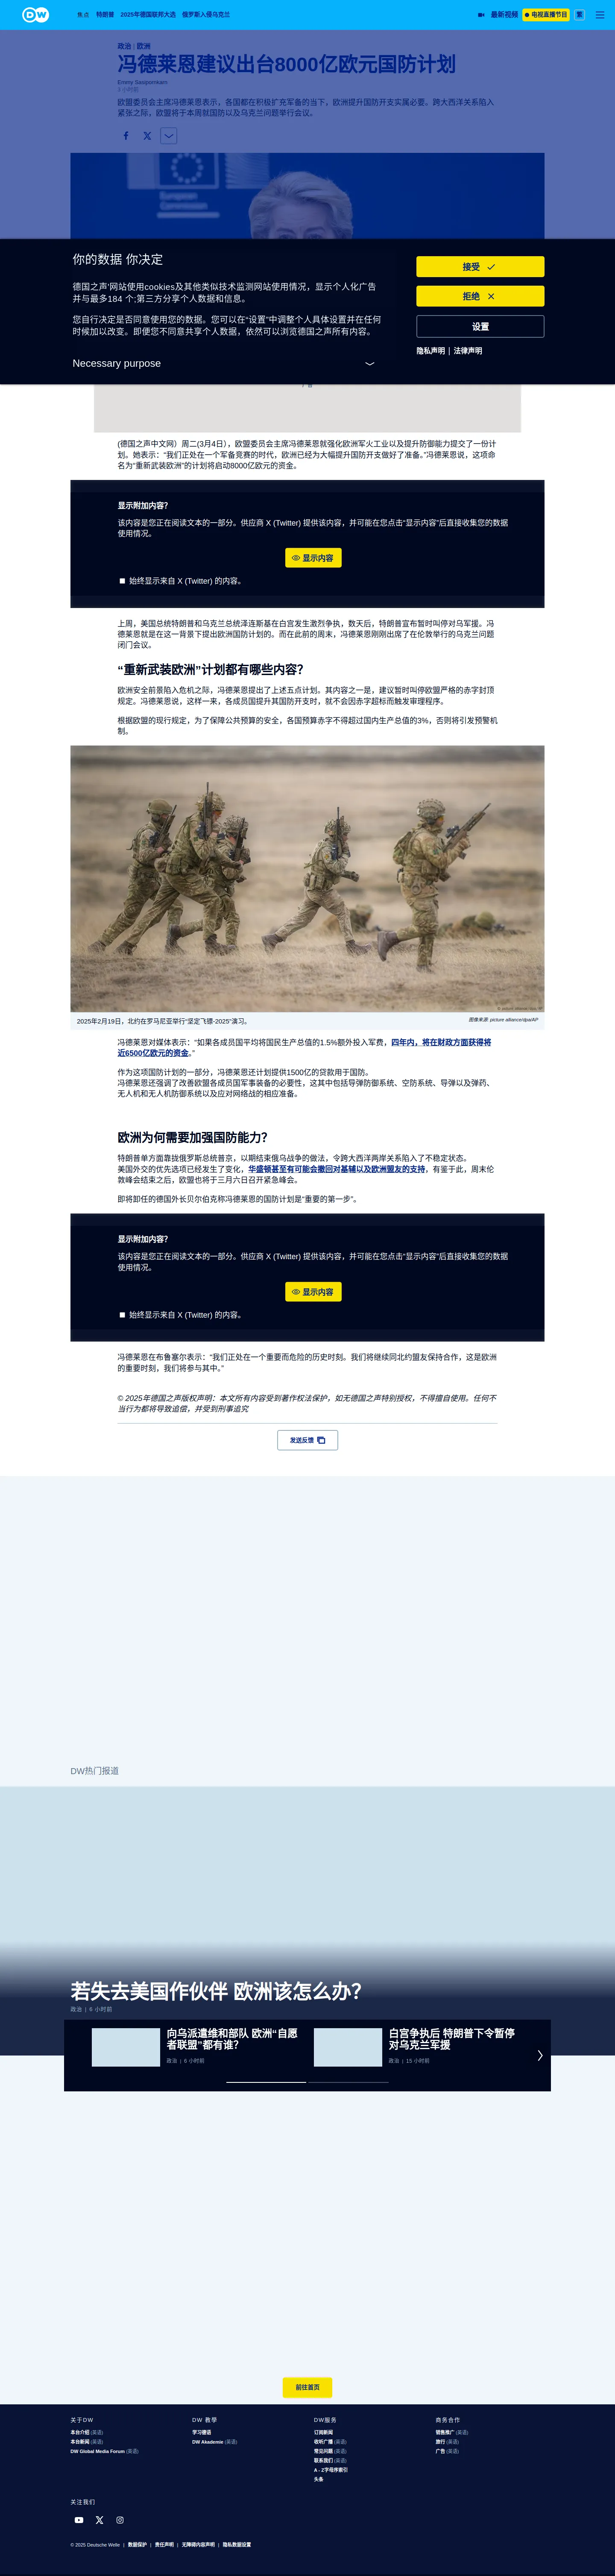 DW
焦点 特朗普 2025年德国联邦大选 俄罗斯入侵乌克兰
最新视频 电视直播节目 繁
政治 | 欧洲
冯德莱恩建议出台8000亿欧元国防计划
3 小时前
欧盟委员会主席冯德莱恩表示，各国都在积极扩充军备的当下，欧洲提升国防开支实属必要。跨大西洋关系陷入
紧张之际，欧盟将于本周就国防以及乌克兰问题举行会议。
European
Commission
你的数据 你决定
德国之声'网站使用cookies及其他类似技术监测网站使用情况，显示个人化广告
并与最多184 个;第三方分享个人数据和信息。
您自行决定是否同意使用您的数据。您可以在“设置”中调整个人具体设置并在任何
时候加以改变。即便您不同意共享个人数据，依然可以浏览德国之声所有内容。
Necessary purpose
接受
拒绝
设置
隐私声明 | 法律声明
(德国之声中文网）周二(3月4日)，欧盟委员会主席冯德莱恩就强化欧洲军火工业以及提升防御能力提交了一份计
划。她表示：“我们正处在一个军备竞赛的时代，欧洲已经为大幅提升国防开支做好了准备。”冯德莱恩说，这项命
名为“重新武装欧洲”的计划将启动8000亿欧元的资金。
显示附加内容？
该内容是您正在阅读文本的一部分。供应商 X (Twitter) 提供该内容，并可能在您点击“显示内容”后直接收集您的数据
使用情况。
显示内容
始终显示来自 X (Twitter) 的内容。
上周，美国总统特朗普和乌克兰总统泽连斯基在白宫发生激烈争执，数天后，特朗普宣布暂时叫停对乌军援。冯
德莱恩就是在这一背景下提出欧洲国防计划的。而在此前的周末，冯德莱恩刚刚出席了在伦敦举行的乌克兰问题
闭门会议。
“重新武装欧洲”计划都有哪些内容？
欧洲安全前景陷入危机之际，冯德莱恩提出了上述五点计划。其内容之一是，建议暂时叫停欧盟严格的赤字封顶
规定。冯德莱恩说，这样一来，各成员国提升其国防开支时，就不会因赤字超标而触发审理程序。
根据欧盟的现行规定，为了保障公共预算的安全，各国预算赤字不得超过国内生产总值的3%，否则将引发预警机
制。
2025年2月19日，北约在罗马尼亚举行“坚定飞镖-2025”演习。
图像来源: picture alliance/dpa/AP
冯德莱恩对媒体表示：“如果各成员国平均将国民生产总值的1.5%额外投入军费，四年内，将在财政方面获得将
近6500亿欧元的资金。”
作为这项国防计划的一部分，冯德莱恩还计划提供1500亿的贷款用于国防。
冯德莱恩还强调了改善欧盟各成员国军事装备的必要性，这其中包括导弹防御系统、空防系统、导弹以及弹药、
无人机和无人机防御系统以及应对网络战的相应准备。
欧洲为何需要加强国防能力？
特朗普单方面靠拢俄罗斯总统普京，以期结束俄乌战争的做法，令跨大西洋两岸关系陷入了不稳定状态。
美国外交的优先选项已经发生了变化，华盛顿甚至有可能会撤回对基辅以及欧洲盟友的支持，有鉴于此，周末伦
敦峰会结束之后，欧盟也将于三月六日召开紧急峰会。
即将卸任的德国外长贝尔伯克称冯德莱恩的国防计划是“重要的第一步”。
显示附加内容？
该内容是您正在阅读文本的一部分。供应商 X (Twitter) 提供该内容，并可能在您点击“显示内容”后直接收集您的数据
使用情况。
显示内容
始终显示来自 X (Twitter) 的内容。
冯德莱恩在布鲁塞尔表示：“我们正处在一个重要而危险的历史时刻。我们将继续同北约盟友保持合作，这是欧洲
的重要时刻，我们将参与其中。”
© 2025年德国之声版权声明：本文所有内容受到著作权法保护，如无德国之声特别授权，不得擅自使用。任何不
当行为都将导致追偿，并受到刑事追究
发送反馈
DW热门报道
若失去美国作伙伴 欧洲该怎么办？
政治 | 6 小时前
向乌派遣维和部队 欧洲“自愿
者联盟”都有谁？
政治 | 6 小时前
白宫争执后 特朗普下令暂停
对乌克兰军援
政治 | 15 小时前
前往首页
关于DW
本台介绍 (英语)
本台新闻 (英语)
DW Global Media Forum (英语)
DW 教學
学习德语
DW Akademie (英语)
DW服务
订阅新闻
收听广播 (英语)
常见问题 (英语)
联系我们 (英语)
A - Z字母序索引
头条
商务合作
销售推广 (英语)
旅行 (英语)
广告 (英语)
关注我们
© 2025 Deutsche Welle | 数据保护 | 责任声明 | 无障碍内容声明 | 隐私数据设置